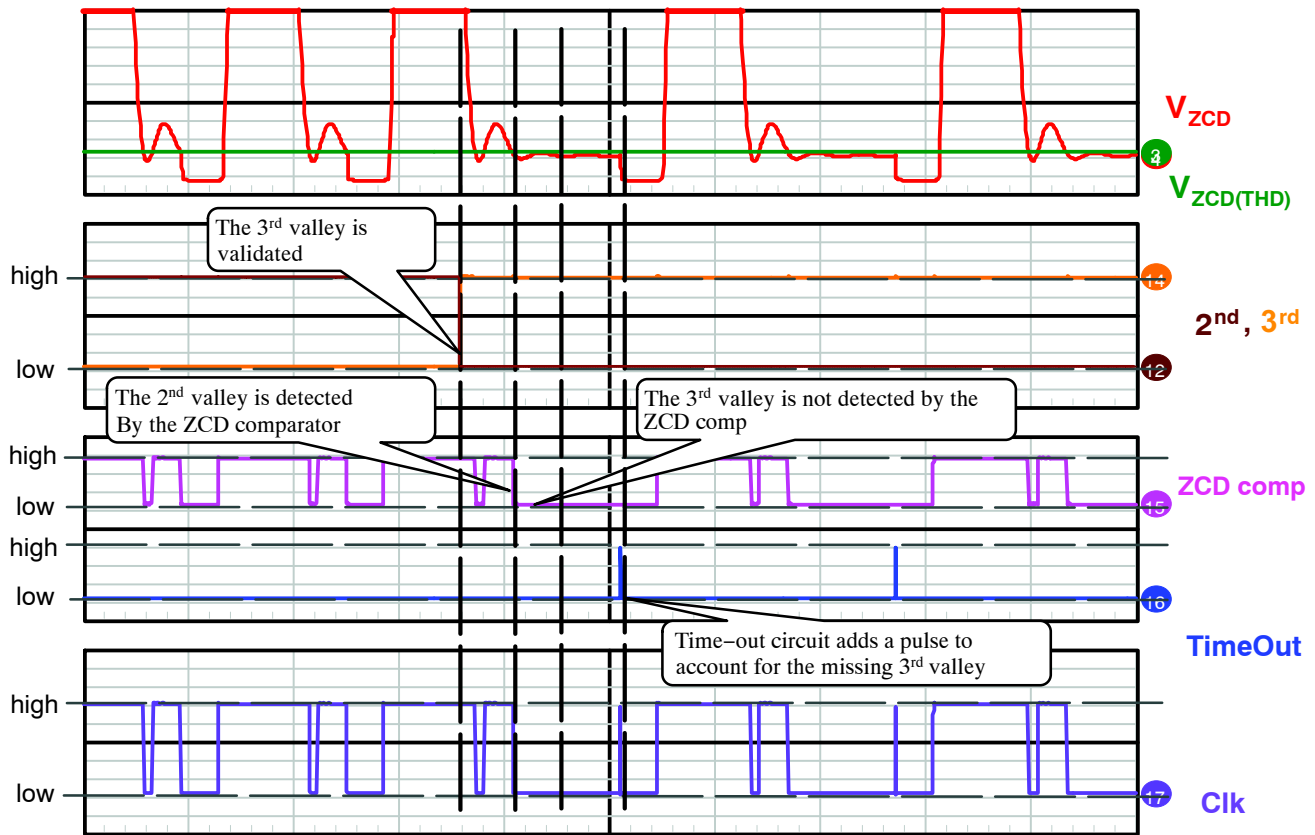 V_ZCD
3
4
V_ZCD(THD)
The 3rd valley is
validated
high
14
2nd, 3rd
low
12
The 2nd valley is detected
By the ZCD comparator
The 3rd valley is not detected by the
ZCD comp
high
ZCD comp
low
15
high
low
16
Time−out circuit adds a pulse to
account for the missing 3rd valley
TimeOut
high
low
17
Clk